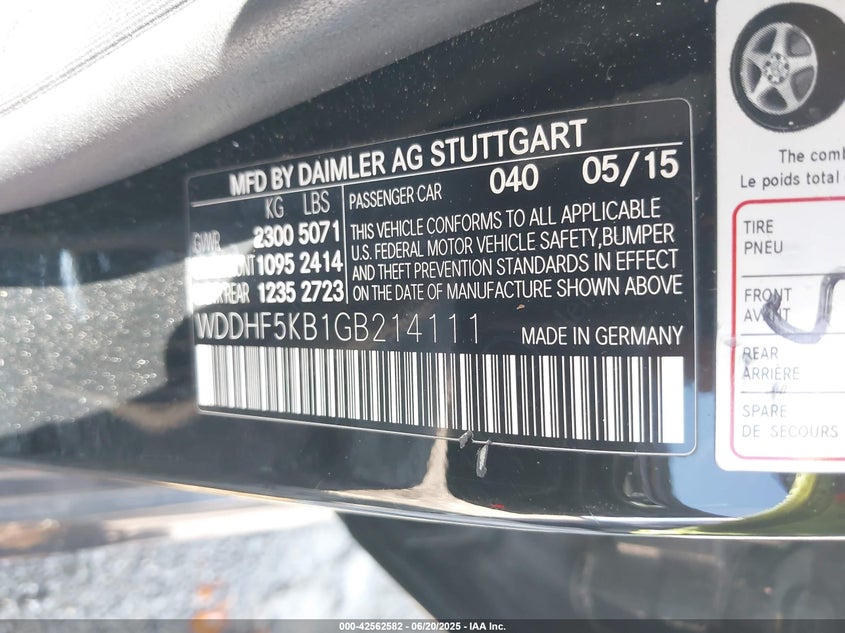 MFD BY DAIMLER AG STUTTGART
KG LBS
PASSENGER CAR 040 05/15
GVWR 2300 5071
1095 2414
REAR 1235 2723
THIS VEHICLE CONFORMS TO ALL APPLICABLE
U.S. FEDERAL MOTOR VEHICLE SAFETY,BUMPER
AND THEFT PREVENTION STANDARDS IN EFFECT
ON THE DATE OF MANUFACTURE SHOWN ABOVE
WDDHF5KB1GB214111 MADE IN GERMANY
The comb
Le poids total
TIRE
PNEU
FRONT
AVANT
REAR
ARRIÈRE
SPARE
DE SECOURS
000-42562582 - 06/20/2025 - IAA Inc.